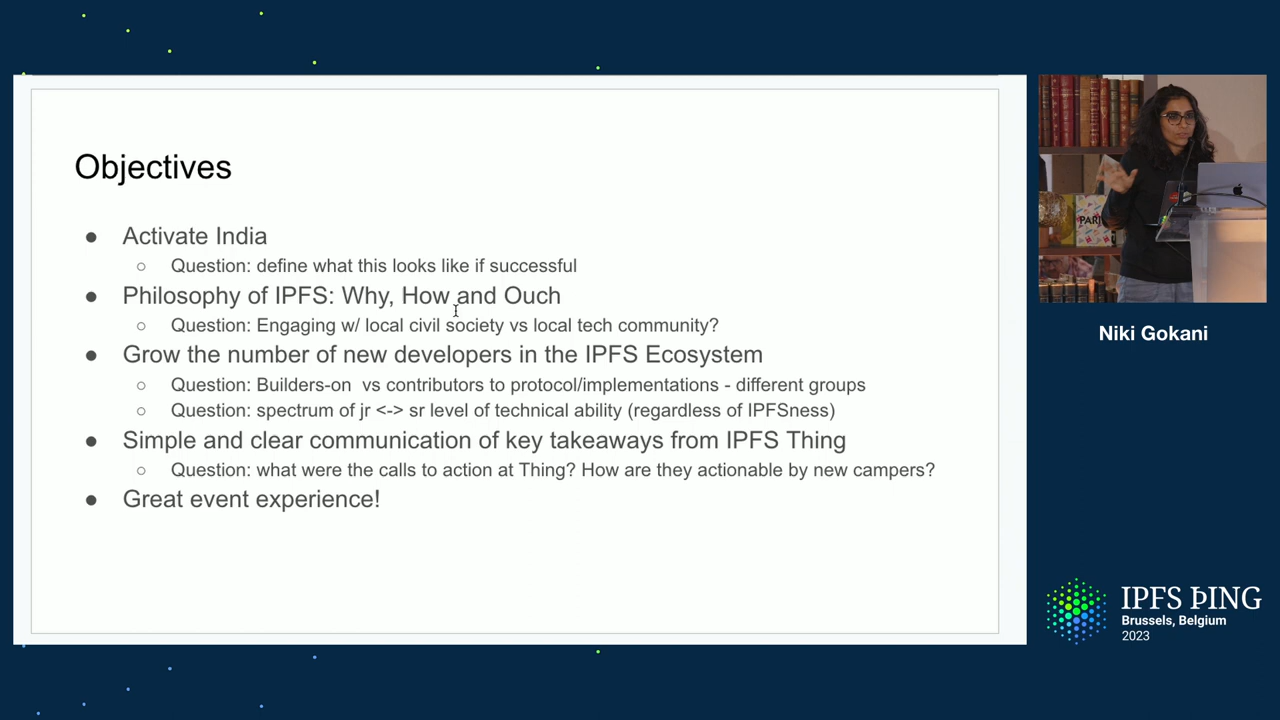 Objectives
● Activate India
○ Question: define what this looks like if successful
● Philosophy of IPFS: Why, How and Ouch
○ Question: Engaging w/ local civil society vs local tech community?
● Grow the number of new developers in the IPFS Ecosystem
○ Question: Builders-on  vs contributors to protocol/implementations - different groups
○ Question: spectrum of jr <-> sr level of technical ability (regardless of IPFSness)
● Simple and clear communication of key takeaways from IPFS Thing
○ Question: what were the calls to action at Thing? How are they actionable by new campers?
● Great event experience!
Niki Gokani
IPFS ÞING
Brussels, Belgium
2023